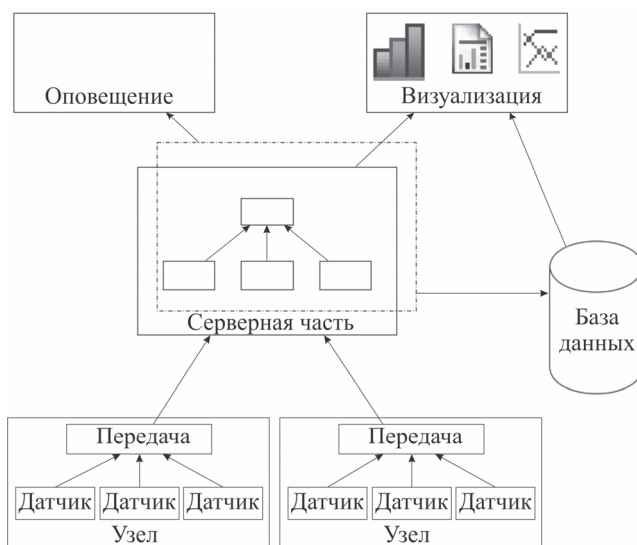 Оповещение
Визуализация
Серверная часть
База
данных
Передача
Датчик Датчик Датчик
Узел
Передача
Датчик Датчик Датчик
Узел